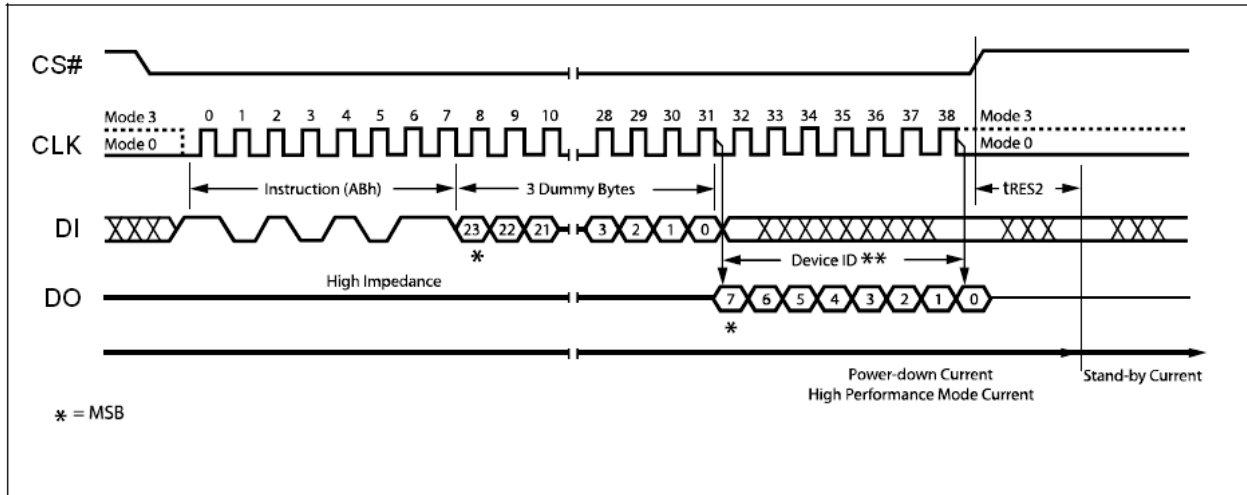 CS#
Mode 3 0 1 2 3 4 5 6 7 8 9 10 28 29 30 31 32 33 34 35 36 37 38 Mode 3
CLK Mode 0 Mode 0
Instruction (ABh) 3 Dummy Bytes tRES2
DI 23 22 21 3 2 1 0
* Device ID **
High Impedance
DO 7 6 5 4 3 2 1 0
*
Power-down Current Stand-by Current
High Performance Mode Current
* = MSB